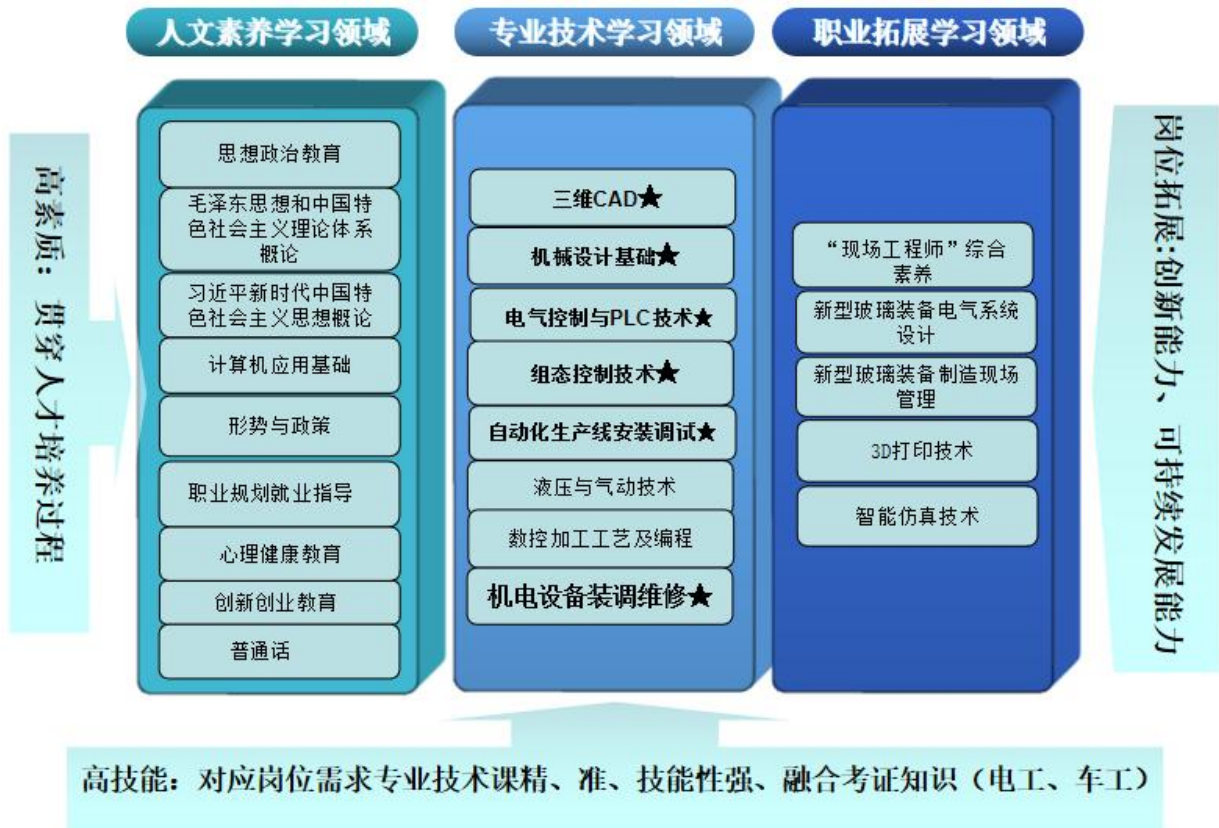 人文素养学习领域
专业技术学习领域
职业拓展学习领域
高素质：贯穿人才培养过程
思想政治教育
毛泽东思想和中国特
色社会主义理论体系
概论
习近平新时代中国特
色社会主义思想概论
计算机应用基础
形势与政策
职业规划就业指导
心理健康教育
创新创业教育
普通话
三维CAD★
机械设计基础★
电气控制与PLC技术★
组态控制技术★
自动化生产线安装调试★
液压与气动技术
数控加工工艺及编程
机电设备装调维修★
“现场工程师”综合
素养
新型玻璃装备电气系统
设计
新型玻璃装备制造现场
管理
3D打印技术
智能仿真技术
岗位拓展:创新能力、可持续发展能力
高技能：对应岗位需求专业技术课精、准、技能性强、融合考证知识（电工、车工）